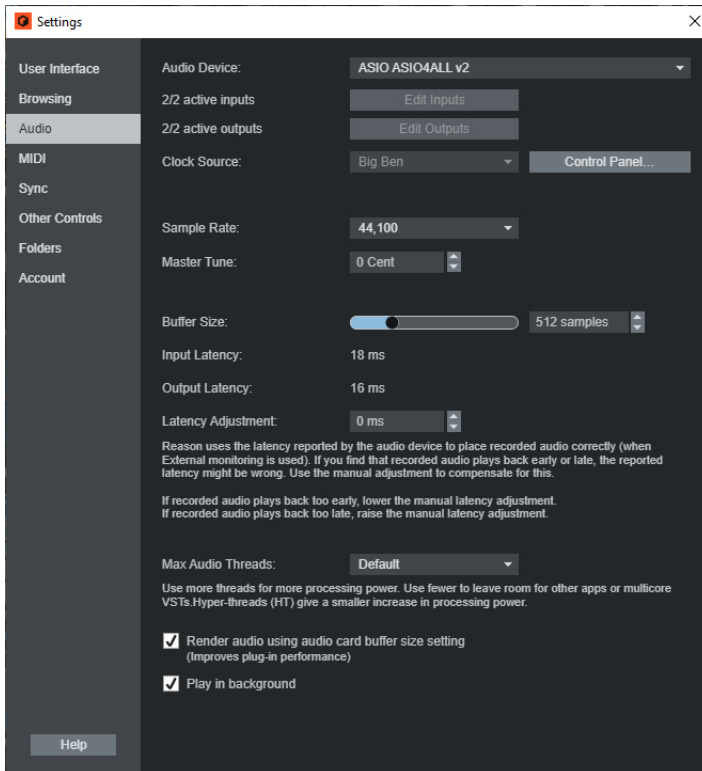 Settings
User Interface
Browsing
Audio
MIDI
Sync
Other Controls
Folders
Account
Help
Audio Device: ASIO ASIO4ALL v2
2/2 active inputs Edit Inputs
2/2 active outputs Edit Outputs
Clock Source: Big Ben Control Panel...
Sample Rate: 44,100
Master Tune: 0 Cent
Buffer Size: 512 samples
Input Latency: 18 ms
Output Latency: 16 ms
Latency Adjustment: 0 ms
Reason uses the latency reported by the audio device to place recorded audio correctly (when
External monitoring is used). If you find that recorded audio plays back early or late, the reported
latency might be wrong. Use the manual adjustment to compensate for this.
If recorded audio plays back too early, lower the manual latency adjustment.
If recorded audio plays back too late, raise the manual latency adjustment.
Max Audio Threads: Default
Use more threads for more processing power. Use fewer to leave room for other apps or multicore
VSTs.Hyper-threads (HT) give a smaller increase in processing power.
Render audio using audio card buffer size setting
(Improves plug-in performance)
Play in background